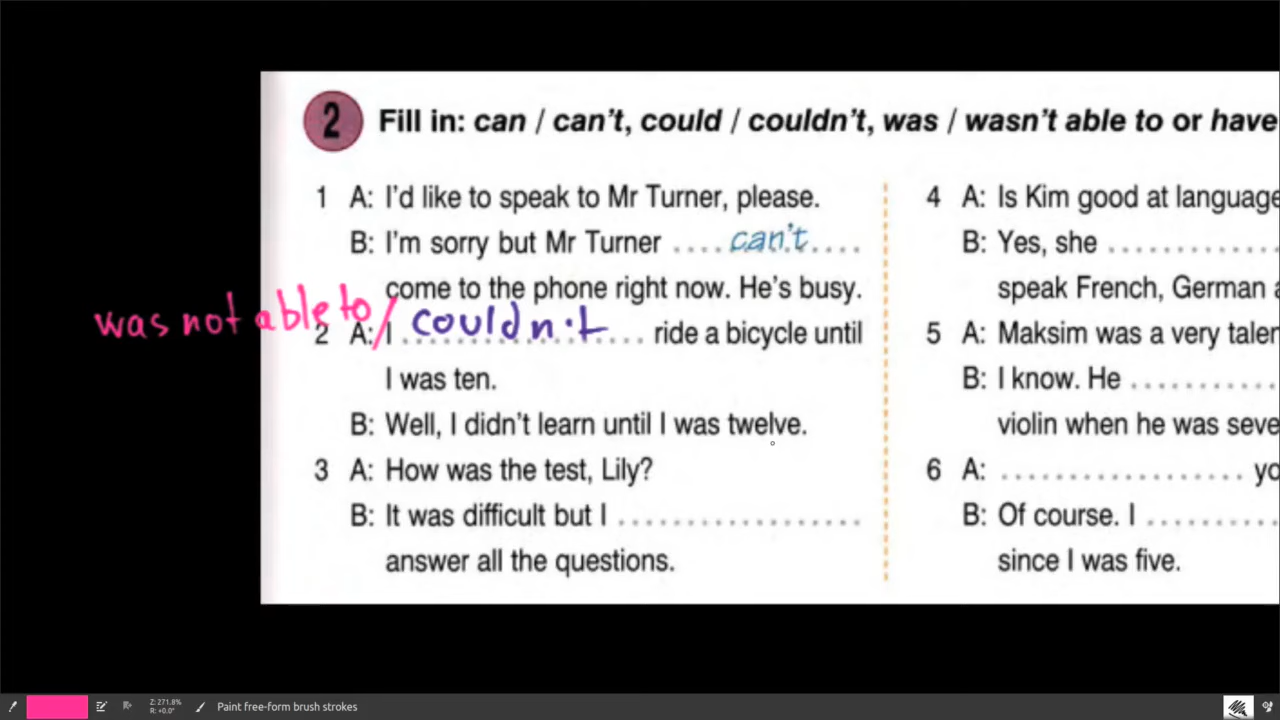 2 Fill in: can / can't, could / couldn't, was / wasn't able to or have
1 A: I'd like to speak to Mr Turner, please.
B: I'm sorry but Mr Turner .... can't ....
come to the phone right now. He's busy.
was not able to / couldn't
2 A: I .................... ride a bicycle until
I was ten.
B: Well, I didn't learn until I was twelve.
3 A: How was the test, Lily?
B: It was difficult but I ..................
answer all the questions.
4 A: Is Kim good at language
B: Yes, she .............
speak French, German a
5 A: Maksim was a very taler
B: I know. He ...........
violin when he was seve
6 A: .................. yo
B: Of course. I ..........
since I was five.
Z: 271.8%
R: +0.0°
Paint free-form brush strokes